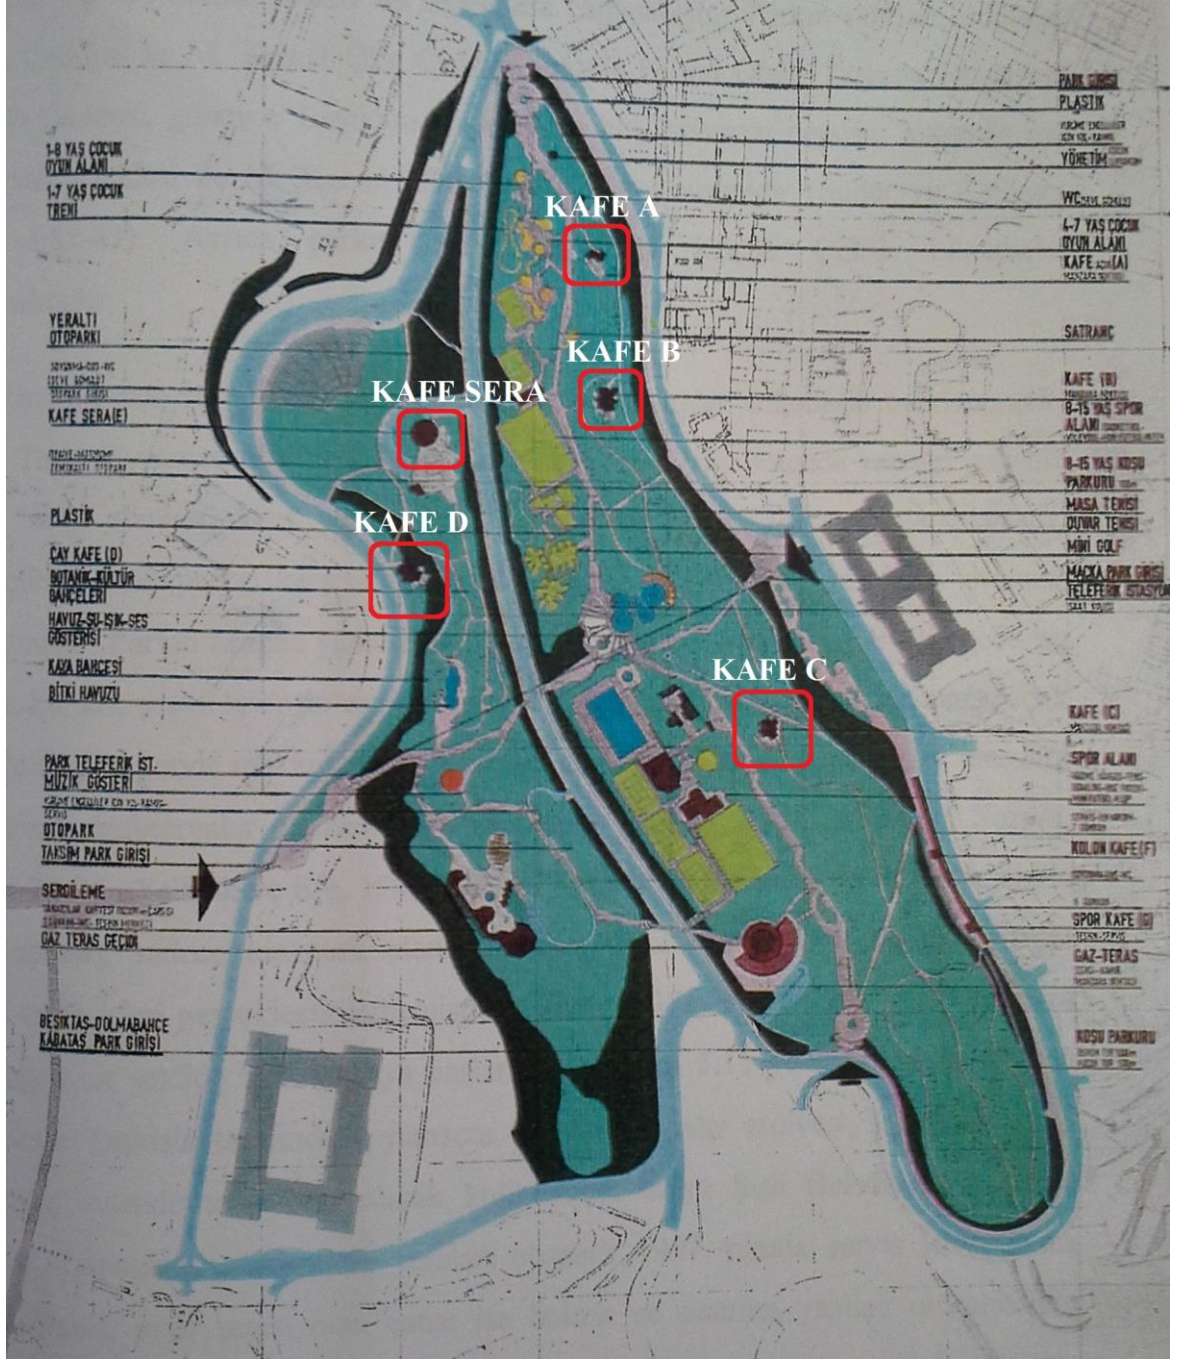 KAFE A
KAFE B
KAFE SERA
KAFE D
KAFE C
1-8 YAŞ ÇOCUK
OYUN ALANI
1-7 YAŞ ÇOCUK
TRENİ
YERALTI
OTOPARKI
KAFE SERA(E)
PLASTİK
ÇAY KAFE (D)
BOTANİK-KÜLTÜR
BAHÇELERİ
HAVUZ-SU-IŞIK-SES
GÖSTERİSİ
KAYA BAHÇESİ
BİTKİ HAVUZU
PARK TELEFERİK İST.
MÜZİK GÖSTERİ
OTOPARK
TAKSİM PARK GİRİŞİ
SERGİLEME
GAZ TERAS GEÇİDİ
BEŞİKTAŞ-DOLMABAHÇE
KABATAŞ PARK GİRİŞİ
PARK GİRİŞİ
PLASTİK
YÖNETİM
WC
4-7 YAŞ ÇOCUK
OYUN ALANI
KAFE (A)
SATRANÇ
KAFE (B)
8-15 YAŞ SPOR
ALANI
8-15 YAŞ KOŞU
PARKURU
MASA TENİSİ
DUVAR TENİSİ
MİNİ GOLF
MAÇKA PARK GİRİŞİ
TELEFERİK İSTASYON
KAFE (C)
SPOR ALANI
KOLON KAFE(F)
SPOR KAFE (G)
GAZ-TERAS
KOŞU PARKURU